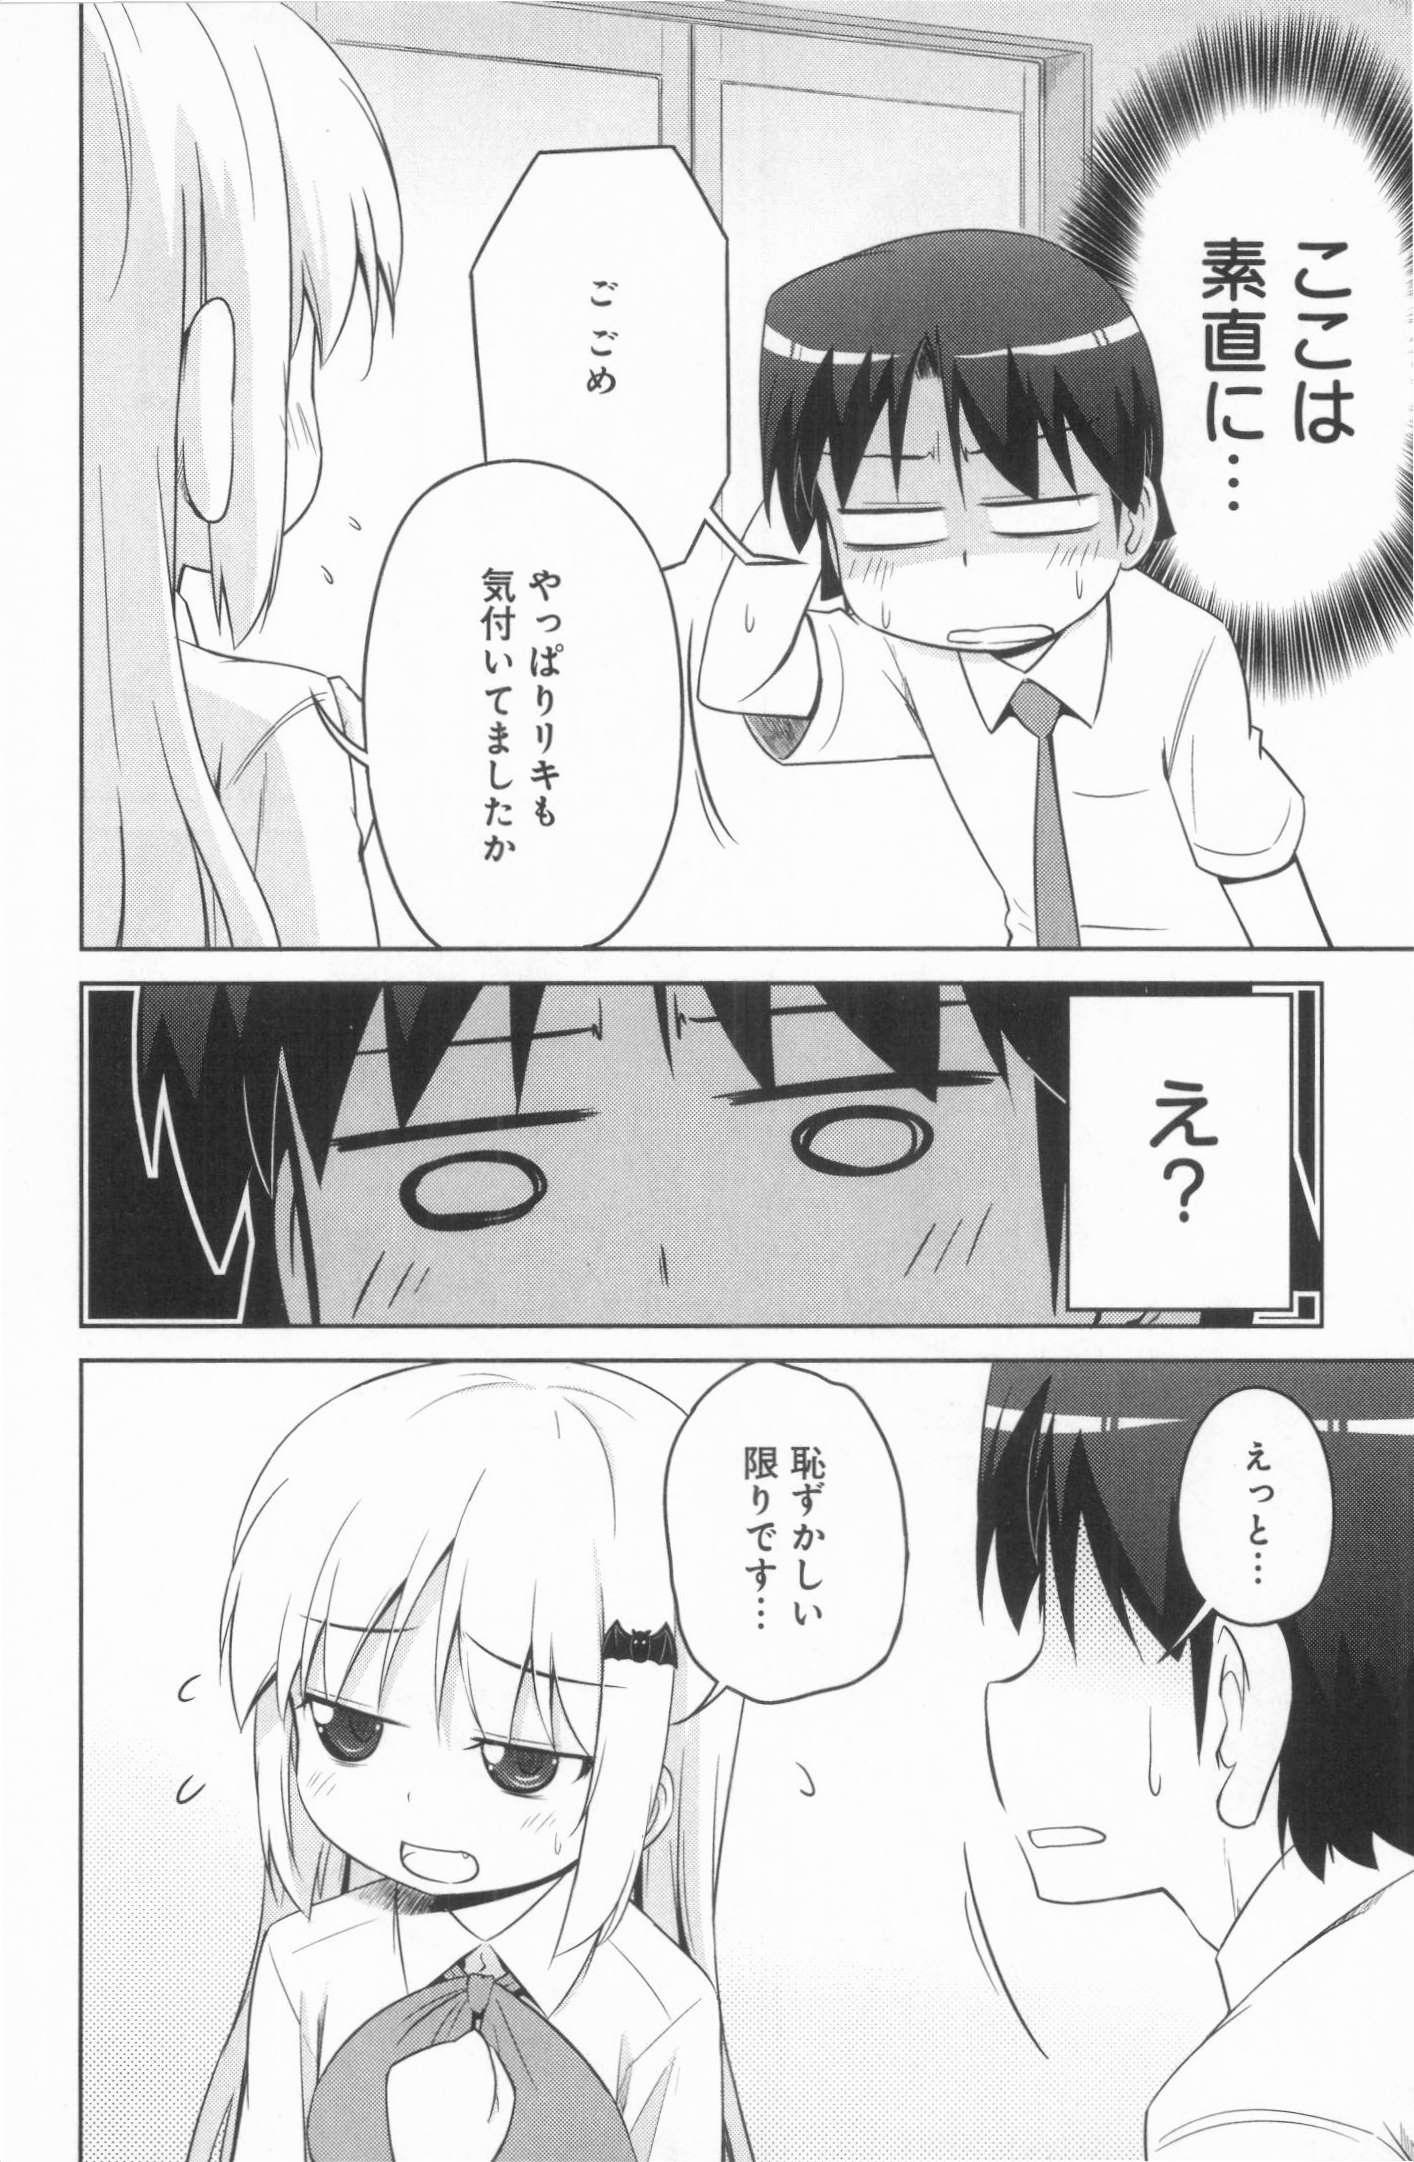 ここは
素直に…
ごごめ
やっぱりリキも
気付いてましたか
え?
えっと…
恥ずかしい
限りです…